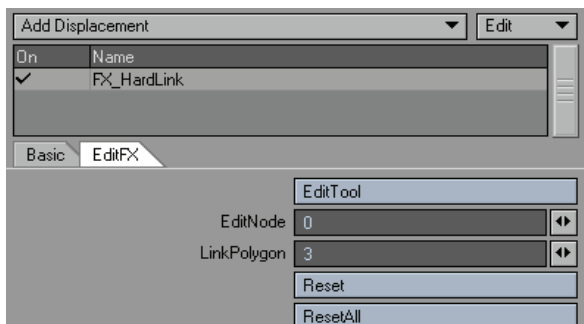 Add Displacement Edit
On Name
FX_HardLink
Basic EditFX
EditTool
EditNode 0
LinkPolygon 3
Reset
ResetAll